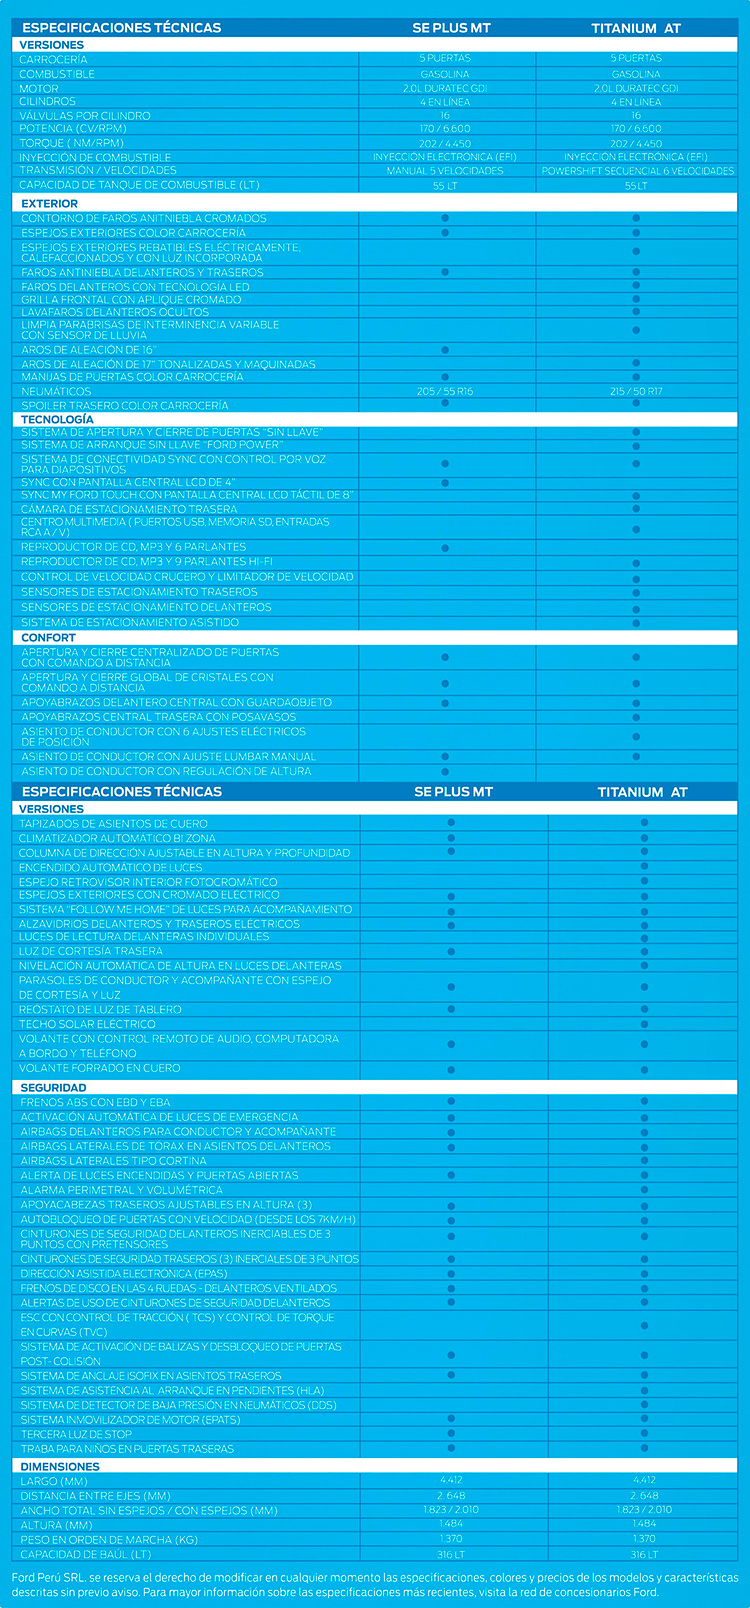 ESPECIFICACIONES TÉCNICAS SE PLUS MT TITANIUM AT
VERSIONES
CARROCERÍA 5 PUERTAS 5 PUERTAS
COMBUSTIBLE GASOLINA GASOLINA
MOTOR 2.0L DURATEC GDI 2.0L DURATEC GDI
CILINDROS 4 EN LÍNEA 4 EN LÍNEA
VÁLVULAS POR CILINDRO 16 16
POTENCIA (CV/RPM) 170 / 6.600 170 / 6.600
TORQUE ( NM/RPM) 202 / 4.450 202 / 4.450
INYECCIÓN DE COMBUSTIBLE INYECCIÓN ELECTRÓNICA (EFI) INYECCIÓN ELECTRÓNICA (EFI)
TRANSMISIÓN / VELOCIDADES MANUAL 5 VELOCIDADES POWERSHIFT SECUENCIAL 6 VELOCIDADES
CAPACIDAD DE TANQUE DE COMBUSTIBLE (LT) 55 LT 55 LT
EXTERIOR
CONTORNO DE FAROS ANITNIEBLA CROMADOS ● ●
ESPEJOS EXTERIORES COLOR CARROCERÍA ● ●
ESPEJOS EXTERIORES REBATIBLES ELÉCTRICAMENTE,
CALEFACCIONADOS Y CON LUZ INCORPORADA ●
FAROS ANTINIEBLA DELANTEROS Y TRASEROS ● ●
FAROS DELANTEROS CON TECNOLOGÍA LED ●
GRILLA FRONTAL CON APLIQUE CROMADO ●
LAVAFAROS DELANTEROS OCULTOS ●
LIMPIA PARABRISAS DE INTERMINENCIA VARIABLE
CON SENSOR DE LLUVIA ●
AROS DE ALEACIÓN DE 16" ●
AROS DE ALEACIÓN DE 17" TONALIZADAS Y MAQUINADAS ●
MANIJAS DE PUERTAS COLOR CARROCERÍA ● ●
NEUMÁTICOS 205 / 55 R16 215 / 50 R17
SPOILER TRASERO COLOR CARROCERÍA ● ●
TECNOLOGÍA
SISTEMA DE APERTURA Y CIERRE DE PUERTAS "SIN LLAVE" ●
SISTEMA DE ARRANQUE SIN LLAVE "FORD POWER" ●
SISTEMA DE CONECTIVIDAD SYNC CON CONTROL POR VOZ
PARA DIAPOSITIVOS ● ●
SYNC CON PANTALLA CENTRAL LCD DE 4" ●
SYNC MY FORD TOUCH CON PANTALLA CENTRAL LCD TÁCTIL DE 8" ●
CÁMARA DE ESTACIONAMIENTO TRASERA ●
CENTRO MULTIMEDIA ( PUERTOS USB, MEMORIA SD, ENTRADAS
RCA A / V) ●
REPRODUCTOR DE CD, MP3 Y 6 PARLANTES ●
REPRODUCTOR DE CD, MP3 Y 9 PARLANTES HI-FI ●
CONTROL DE VELOCIDAD CRUCERO Y LIMITADOR DE VELOCIDAD ●
SENSORES DE ESTACIONAMIENTO TRASEROS ●
SENSORES DE ESTACIONAMIENTO DELANTEROS ●
SISTEMA DE ESTACIONAMIENTO ASISTIDO ●
CONFORT
APERTURA Y CIERRE CENTRALIZADO DE PUERTAS
CON COMANDO A DISTANCIA ● ●
APERTURA Y CIERRE GLOBAL DE CRISTALES CON
COMANDO A DISTANCIA ● ●
APOYABRAZOS DELANTERO CENTRAL CON GUARDAOBJETO ● ●
APOYABRAZOS CENTRAL TRASERA CON POSAVASOS ●
ASIENTO DE CONDUCTOR CON 6 AJUSTES ELÉCTRICOS
DE POSICIÓN ●
ASIENTO DE CONDUCTOR CON AJUSTE LUMBAR MANUAL ● ●
ASIENTO DE CONDUCTOR CON REGULACIÓN DE ALTURA ●
ESPECIFICACIONES TÉCNICAS SE PLUS MT TITANIUM AT
VERSIONES
TAPIZADOS DE ASIENTOS DE CUERO ● ●
CLIMATIZADOR AUTOMÁTICO BI ZONA ● ●
COLUMNA DE DIRECCIÓN AJUSTABLE EN ALTURA Y PROFUNDIDAD ● ●
ENCENDIDO AUTOMÁTICO DE LUCES ●
ESPEJO RETROVISOR INTERIOR FOTOCROMÁTICO ●
ESPEJOS EXTERIORES CON CROMADO ELÉCTRICO ● ●
SISTEMA "FOLLOW ME HOME" DE LUCES PARA ACOMPAÑAMIENTO ● ●
ALZAVIDRIOS DELANTEROS Y TRASEROS ELÉCTRICOS ● ●
LUCES DE LECTURA DELANTERAS INDIVIDUALES ●
LUZ DE CORTESÍA TRASERA ● ●
NIVELACIÓN AUTOMÁTICA DE ALTURA EN LUCES DELANTERAS ●
PARASOLES DE CONDUCTOR Y ACOMPAÑANTE CON ESPEJO
DE CORTESÍA Y LUZ ● ●
REÓSTATO DE LUZ DE TABLERO ● ●
TECHO SOLAR ELÉCTRICO ●
VOLANTE CON CONTROL REMOTO DE AUDIO, COMPUTADORA
A BORDO Y TELÉFONO ● ●
VOLANTE FORRADO EN CUERO ● ●
SEGURIDAD
FRENOS ABS CON EBD Y EBA ● ●
ACTIVACIÓN AUTOMÁTICA DE LUCES DE EMERGENCIA ● ●
AIRBAGS DELANTEROS PARA CONDUCTOR Y ACOMPAÑANTE ● ●
AIRBAGS LATERALES DE TÓRAX EN ASIENTOS DELANTEROS ● ●
AIRBAGS LATERALES TIPO CORTINA ●
ALERTA DE LUCES ENCENDIDAS Y PUERTAS ABIERTAS ● ●
ALARMA PERIMETRAL Y VOLUMÉTRICA ●
APOYACABEZAS TRASEROS AJUSTABLES EN ALTURA (3) ● ●
AUTOBLOQUEO DE PUERTAS CON VELOCIDAD (DESDE LOS 7KM/H) ● ●
CINTURONES DE SEGURIDAD DELANTEROS INERCIABLES DE 3
PUNTOS CON PRETENSORES ● ●
CINTURONES DE SEGURIDAD TRASEROS (3) INERCIALES DE 3 PUNTOS ● ●
DIRECCIÓN ASISTIDA ELECTRÓNICA (EPAS) ● ●
FRENOS DE DISCO EN LAS 4 RUEDAS - DELANTEROS VENTILADOS ● ●
ALERTAS DE USO DE CINTURONES DE SEGURIDAD DELANTEROS ● ●
ESC CON CONTROL DE TRACCIÓN ( TCS) Y CONTROL DE TORQUE
EN CURVAS (TVC) ●
SISTEMA DE ACTIVACIÓN DE BALIZAS Y DESBLOQUEO DE PUERTAS
POST- COLISIÓN ● ●
SISTEMA DE ANCLAJE ISOFIX EN ASIENTOS TRASEROS ● ●
SISTEMA DE ASISTENCIA AL ARRANQUE EN PENDIENTES (HLA) ●
SISTEMA DE DETECTOR DE BAJA PRESIÓN EN NEUMÁTICOS (DDS) ●
SISTEMA INMOVILIZADOR DE MOTOR (EPATS) ● ●
TERCERA LUZ DE STOP ● ●
TRABA PARA NIÑOS EN PUERTAS TRASERAS ● ●
DIMENSIONES
LARGO (MM) 4.412 4.412
DISTANCIA ENTRE EJES (MM) 2. 648 2. 648
ANCHO TOTAL SIN ESPEJOS / CON ESPEJOS (MM) 1.823 / 2.010 1.823 / 2.010
ALTURA (MM) 1.484 1.484
PESO EN ORDEN DE MARCHA (KG) 1.370 1.370
CAPACIDAD DE BAÚL (LT) 316 LT 316 LT
Ford Perú SRL. se reserva el derecho de modificar en cualquier momento las especificaciones, colores y precios de los modelos y características
descritas sin previo aviso. Para mayor información sobre las especificaciones más recientes, visita la red de concesionarios Ford.